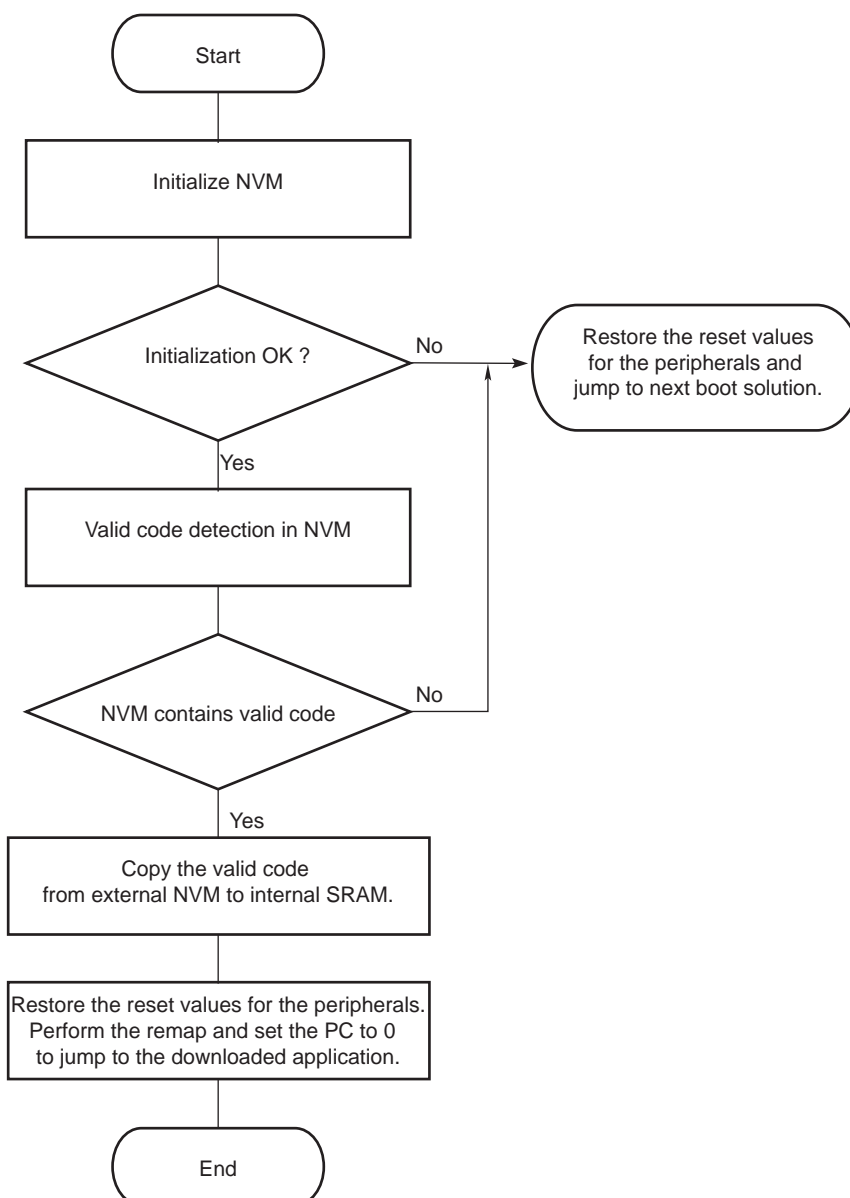 Start
Initialize NVM
Initialization OK ?
No
Restore the reset values
for the peripherals and
jump to next boot solution.
Yes
Valid code detection in NVM
NVM contains valid code
No
Yes
Copy the valid code
from external NVM to internal SRAM.
Restore the reset values for the peripherals.
Perform the remap and set the PC to 0
to jump to the downloaded application.
End